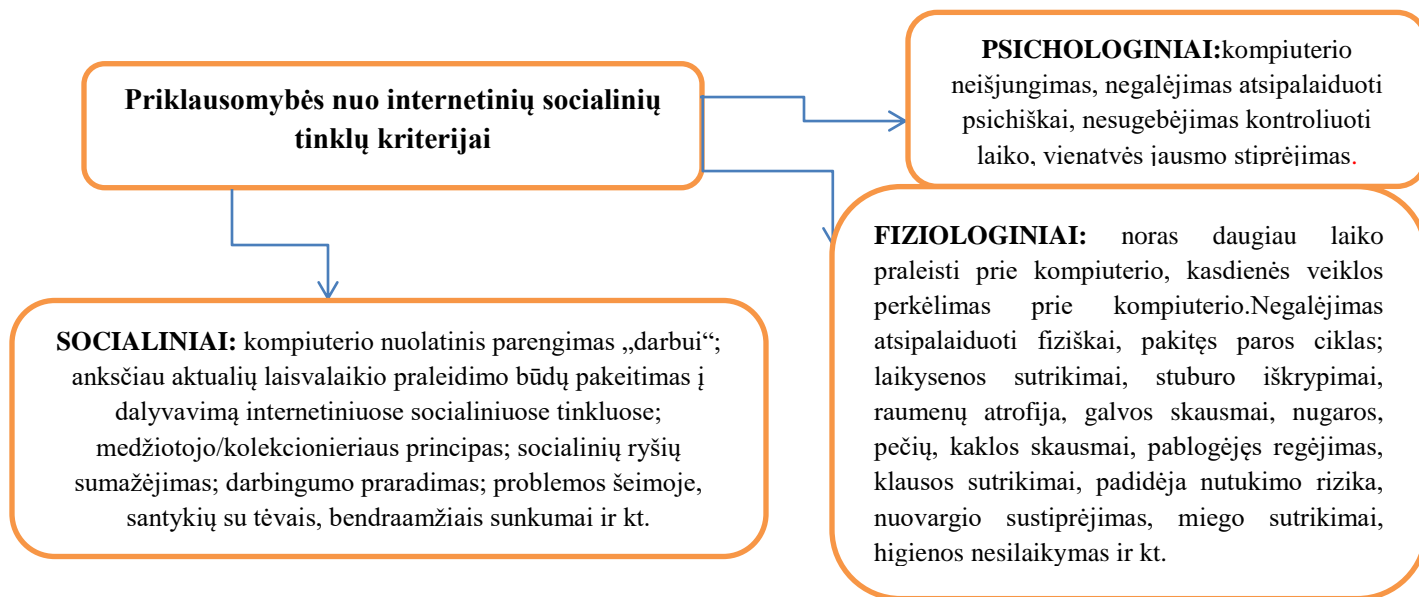 Priklausomybės nuo internetinių socialinių
tinklų kriterijai
PSICHOLOGINIAI:kompiuterio
neišjungimas, negalėjimas atsipalaiduoti
psichiškai, nesugebėjimas kontroliuoti
laiko, vienatvės jausmo stiprėjimas.
FIZIOLOGINIAI: noras daugiau laiko
praleisti prie kompiuterio, kasdienės veiklos
perkėlimas prie kompiuterio.Negalėjimas
atsipalaiduoti fiziškai, pakitęs paros ciklas;
laikysenos sutrikimai, stuburo iškrypimai,
raumenų atrofija, galvos skausmai, nugaros,
pečių, kaklos skausmai, pablogėjęs regėjimas,
klausos sutrikimai, padidėja nutukimo rizika,
nuovargio sustiprėjimas, miego sutrikimai,
higienos nesilaikymas ir kt.
SOCIALINIAI: kompiuterio nuolatinis parengimas „darbui“;
anksčiau aktualių laisvalaikio praleidimo būdų pakeitimas į
dalyvavimą internetiniuose socialiniuose tinkluose;
medžiotojo/kolekcionieriaus principas; socialinių ryšių
sumažėjimas; darbingumo praradimas; problemos šeimoje,
santykių su tėvais, bendraamžiais sunkumai ir kt.